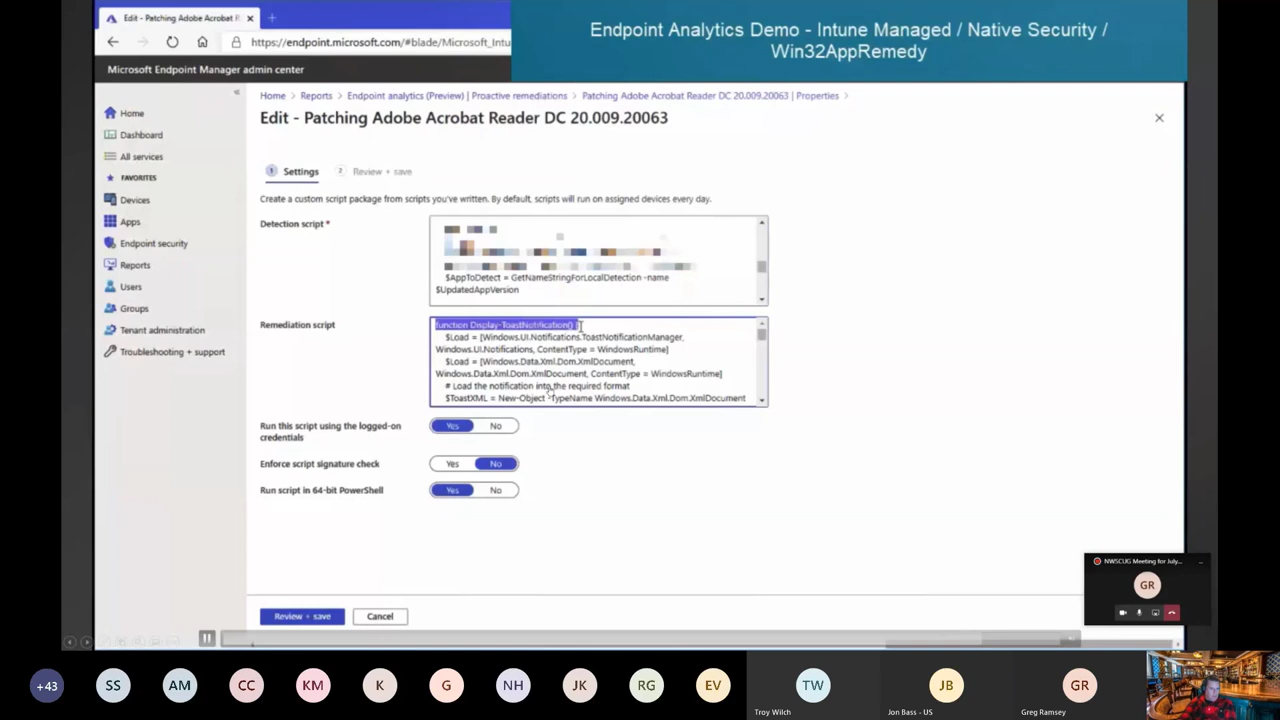 Edit - Patching Adobe Acrobat R
https://endpoint.microsoft.com/#blade/Microsoft_Intu
Endpoint Analytics Demo - Intune Managed / Native Security /
Win32AppRemedy
Microsoft Endpoint Manager admin center
Home > Reports > Endpoint analytics (Preview) | Proactive remediations > Patching Adobe Acrobat Reader DC 20.009.20063 | Properties >
Edit - Patching Adobe Acrobat Reader DC 20.009.20063
Home
Dashboard
All services
FAVORITES
Devices
Apps
Endpoint security
Reports
Users
Groups
Tenant administration
Troubleshooting + support
1 Settings
2 Review + save
Create a custom script package from scripts you've written. By default, scripts will run on assigned devices every day.
Detection script *
$AppToDetect = GetNameStringForLocalDetection -name
$UpdatedAppVersion
Remediation script
function Display-ToastNotification() {
$Load = [Windows.UI.Notifications.ToastNotificationManager,
Windows.UI.Notifications, ContentType = WindowsRuntime]
$Load = [Windows.Data.Xml.Dom.XmlDocument,
Windows.Data.Xml.Dom.XmlDocument, ContentType = WindowsRuntime]
# Load the notification into the required format
$ToastXML = New-Object -TypeName Windows.Data.Xml.Dom.XmlDocument
Run this script using the logged-on
credentials
Yes No
Enforce script signature check
Yes No
Run script in 64-bit PowerShell
Yes No
Review + save
Cancel
NWSCUG Meeting for July...
GR
+43
SS
AM
CC
KM
K
G
NH
JK
RG
EV
TW
Troy Wilch
JB
Jon Bass - US
GR
Greg Ramsey